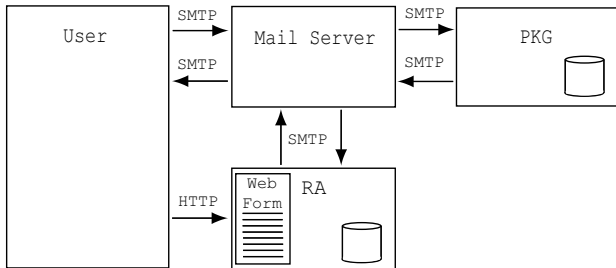 SMTP
SMTP
User
Mail Server
PKG
SMTP
SMTP
SMTP
Web
Form
RA
HTTP